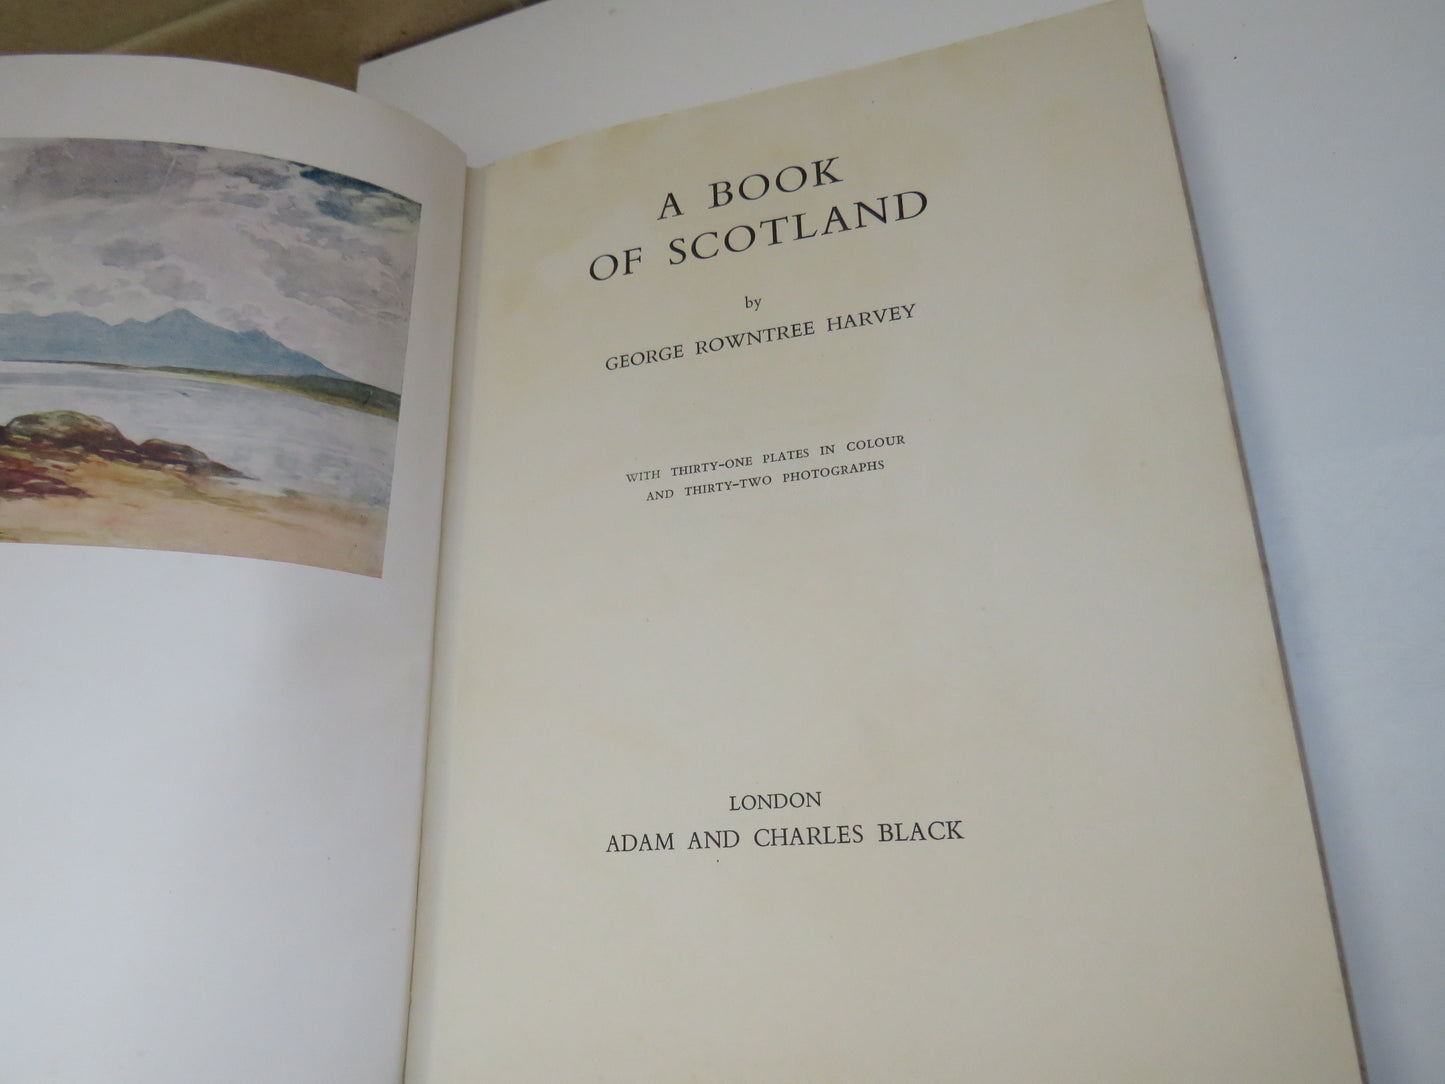 A BOOK
OF SCOTLAND
by
GEORGE ROWNTREE HARVEY
WITH THIRTY-ONE PLATES IN COLOUR
AND THIRTY-TWO PHOTOGRAPHS
LONDON
ADAM AND CHARLES BLACK